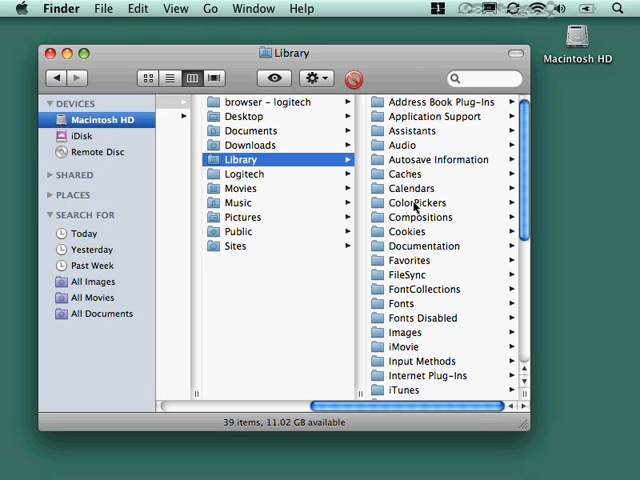 Finder File Edit View Go Window Help
1
Macintosh HD
Library
DEVICES
Macintosh HD
iDisk
Remote Disc
SHARED
PLACES
SEARCH FOR
Today
Yesterday
Past Week
All Images
All Movies
All Documents
browser - logitech
Desktop
Documents
Downloads
Library
Logitech
Movies
Music
Pictures
Public
Sites
Address Book Plug-Ins
Application Support
Assistants
Audio
Autosave Information
Caches
Calendars
ColorPickers
Compositions
Cookies
Documentation
Favorites
FileSync
FontCollections
Fonts
Fonts Disabled
Images
iMovie
Input Methods
Internet Plug-Ins
iTunes
39 items, 11.02 GB available